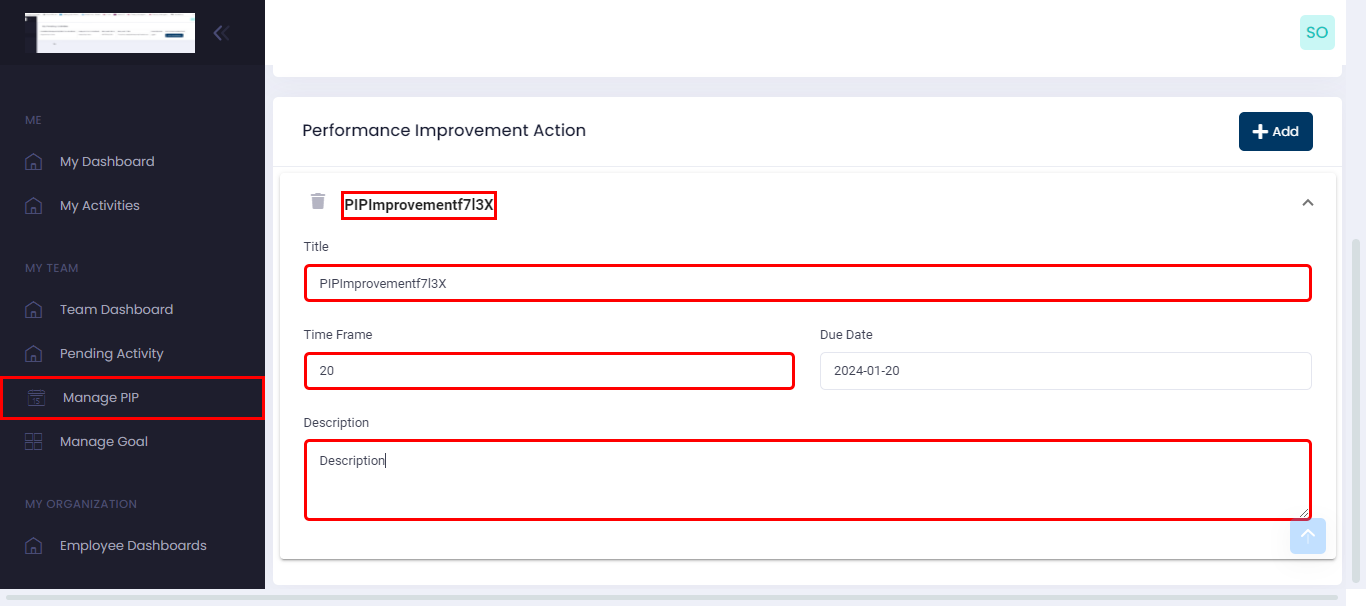 SO
ME
My Dashboard
My Activities
MY TEAM
Team Dashboard
Pending Activity
Manage PIP
Manage Goal
MY ORGANIZATION
Employee Dashboards
Performance Improvement Action
Add
PIPImprovementf7l3X
Title
PIPImprovementf7l3X
Time Frame
Due Date
20
2024-01-20
Description
Description